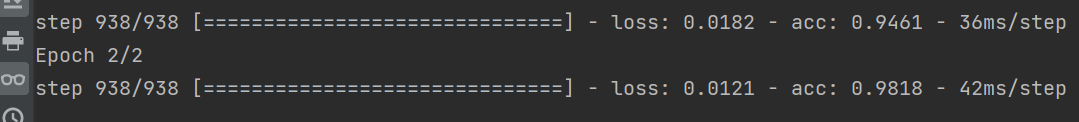 step 938/938 [==============================] - loss: 0.0182 - acc: 0.9461 - 36ms/step
Epoch 2/2
step 938/938 [==============================] - loss: 0.0121 - acc: 0.9818 - 42ms/step